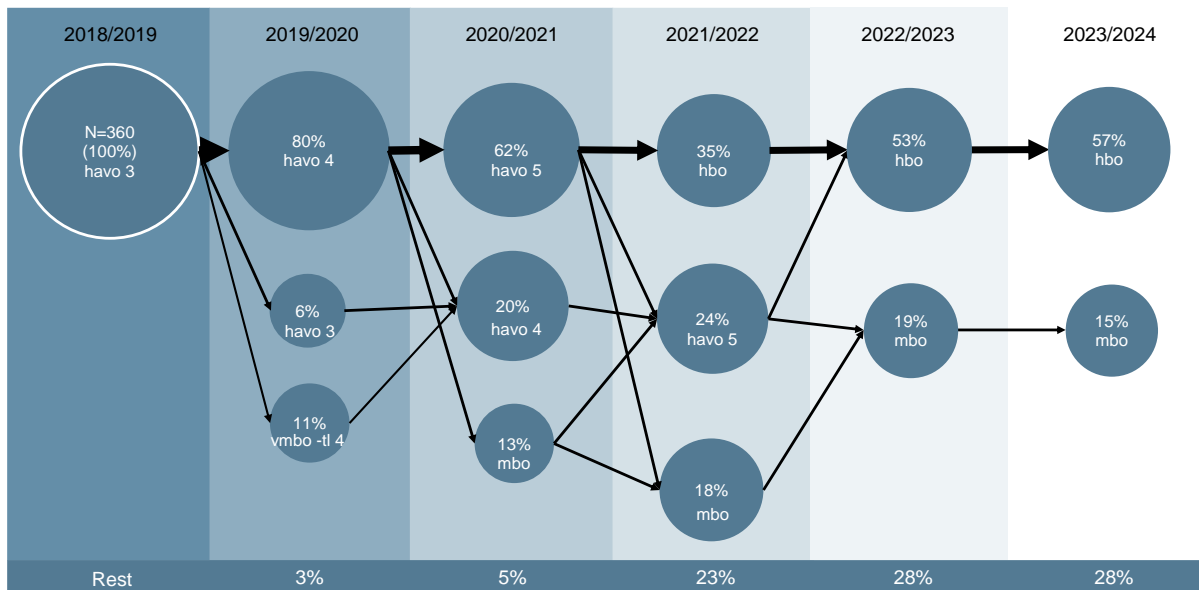 2018/2019
2019/2020
2020/2021
2021/2022
2022/2023
2023/2024
N=360
(100%)
havo 3
80%
havo 4
62%
havo 5
35%
hbo
53%
hbo
57%
hbo
6%
havo 3
20%
havo 4
24%
havo 5
19%
mbo
15%
mbo
11%
vmbo -tl 4
13%
mbo
18%
mbo
Rest
3%
5%
23%
28%
28%